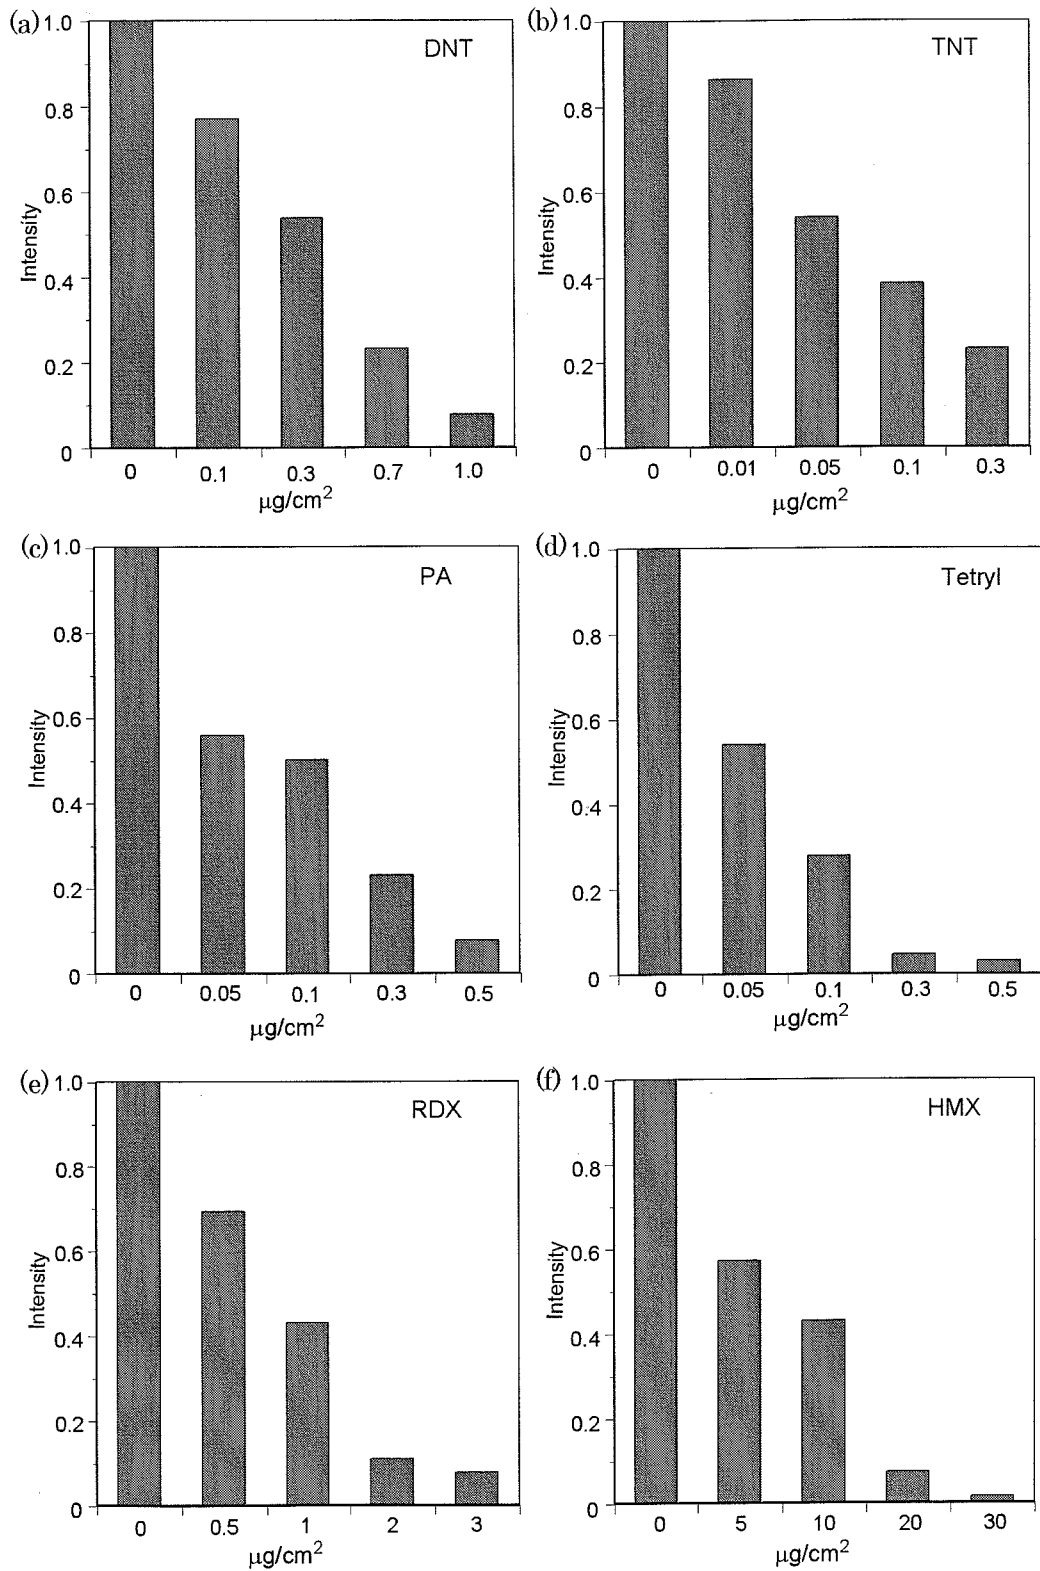 (a)
1.0
DNT
0.8
0.6
Intensity
0.4
0.2
0
0 0.1 0.3 0.7 1.0
μg/cm²
(b)
1.0
TNT
0.8
0.6
Intensity
0.4
0.2
0
0 0.01 0.05 0.1 0.3
μg/cm²
(c)
1.0
PA
0.8
0.6
Intensity
0.4
0.2
0
0 0.05 0.1 0.3 0.5
μg/cm²
(d)
1.0
Tetryl
0.8
0.6
Intensity
0.4
0.2
0
0 0.05 0.1 0.3 0.5
μg/cm²
(e)
1.0
RDX
0.8
0.6
Intensity
0.4
0.2
0
0 0.5 1 2 3
μg/cm²
(f)
1.0
HMX
0.8
0.6
Intensity
0.4
0.2
0
0 5 10 20 30
μg/cm²